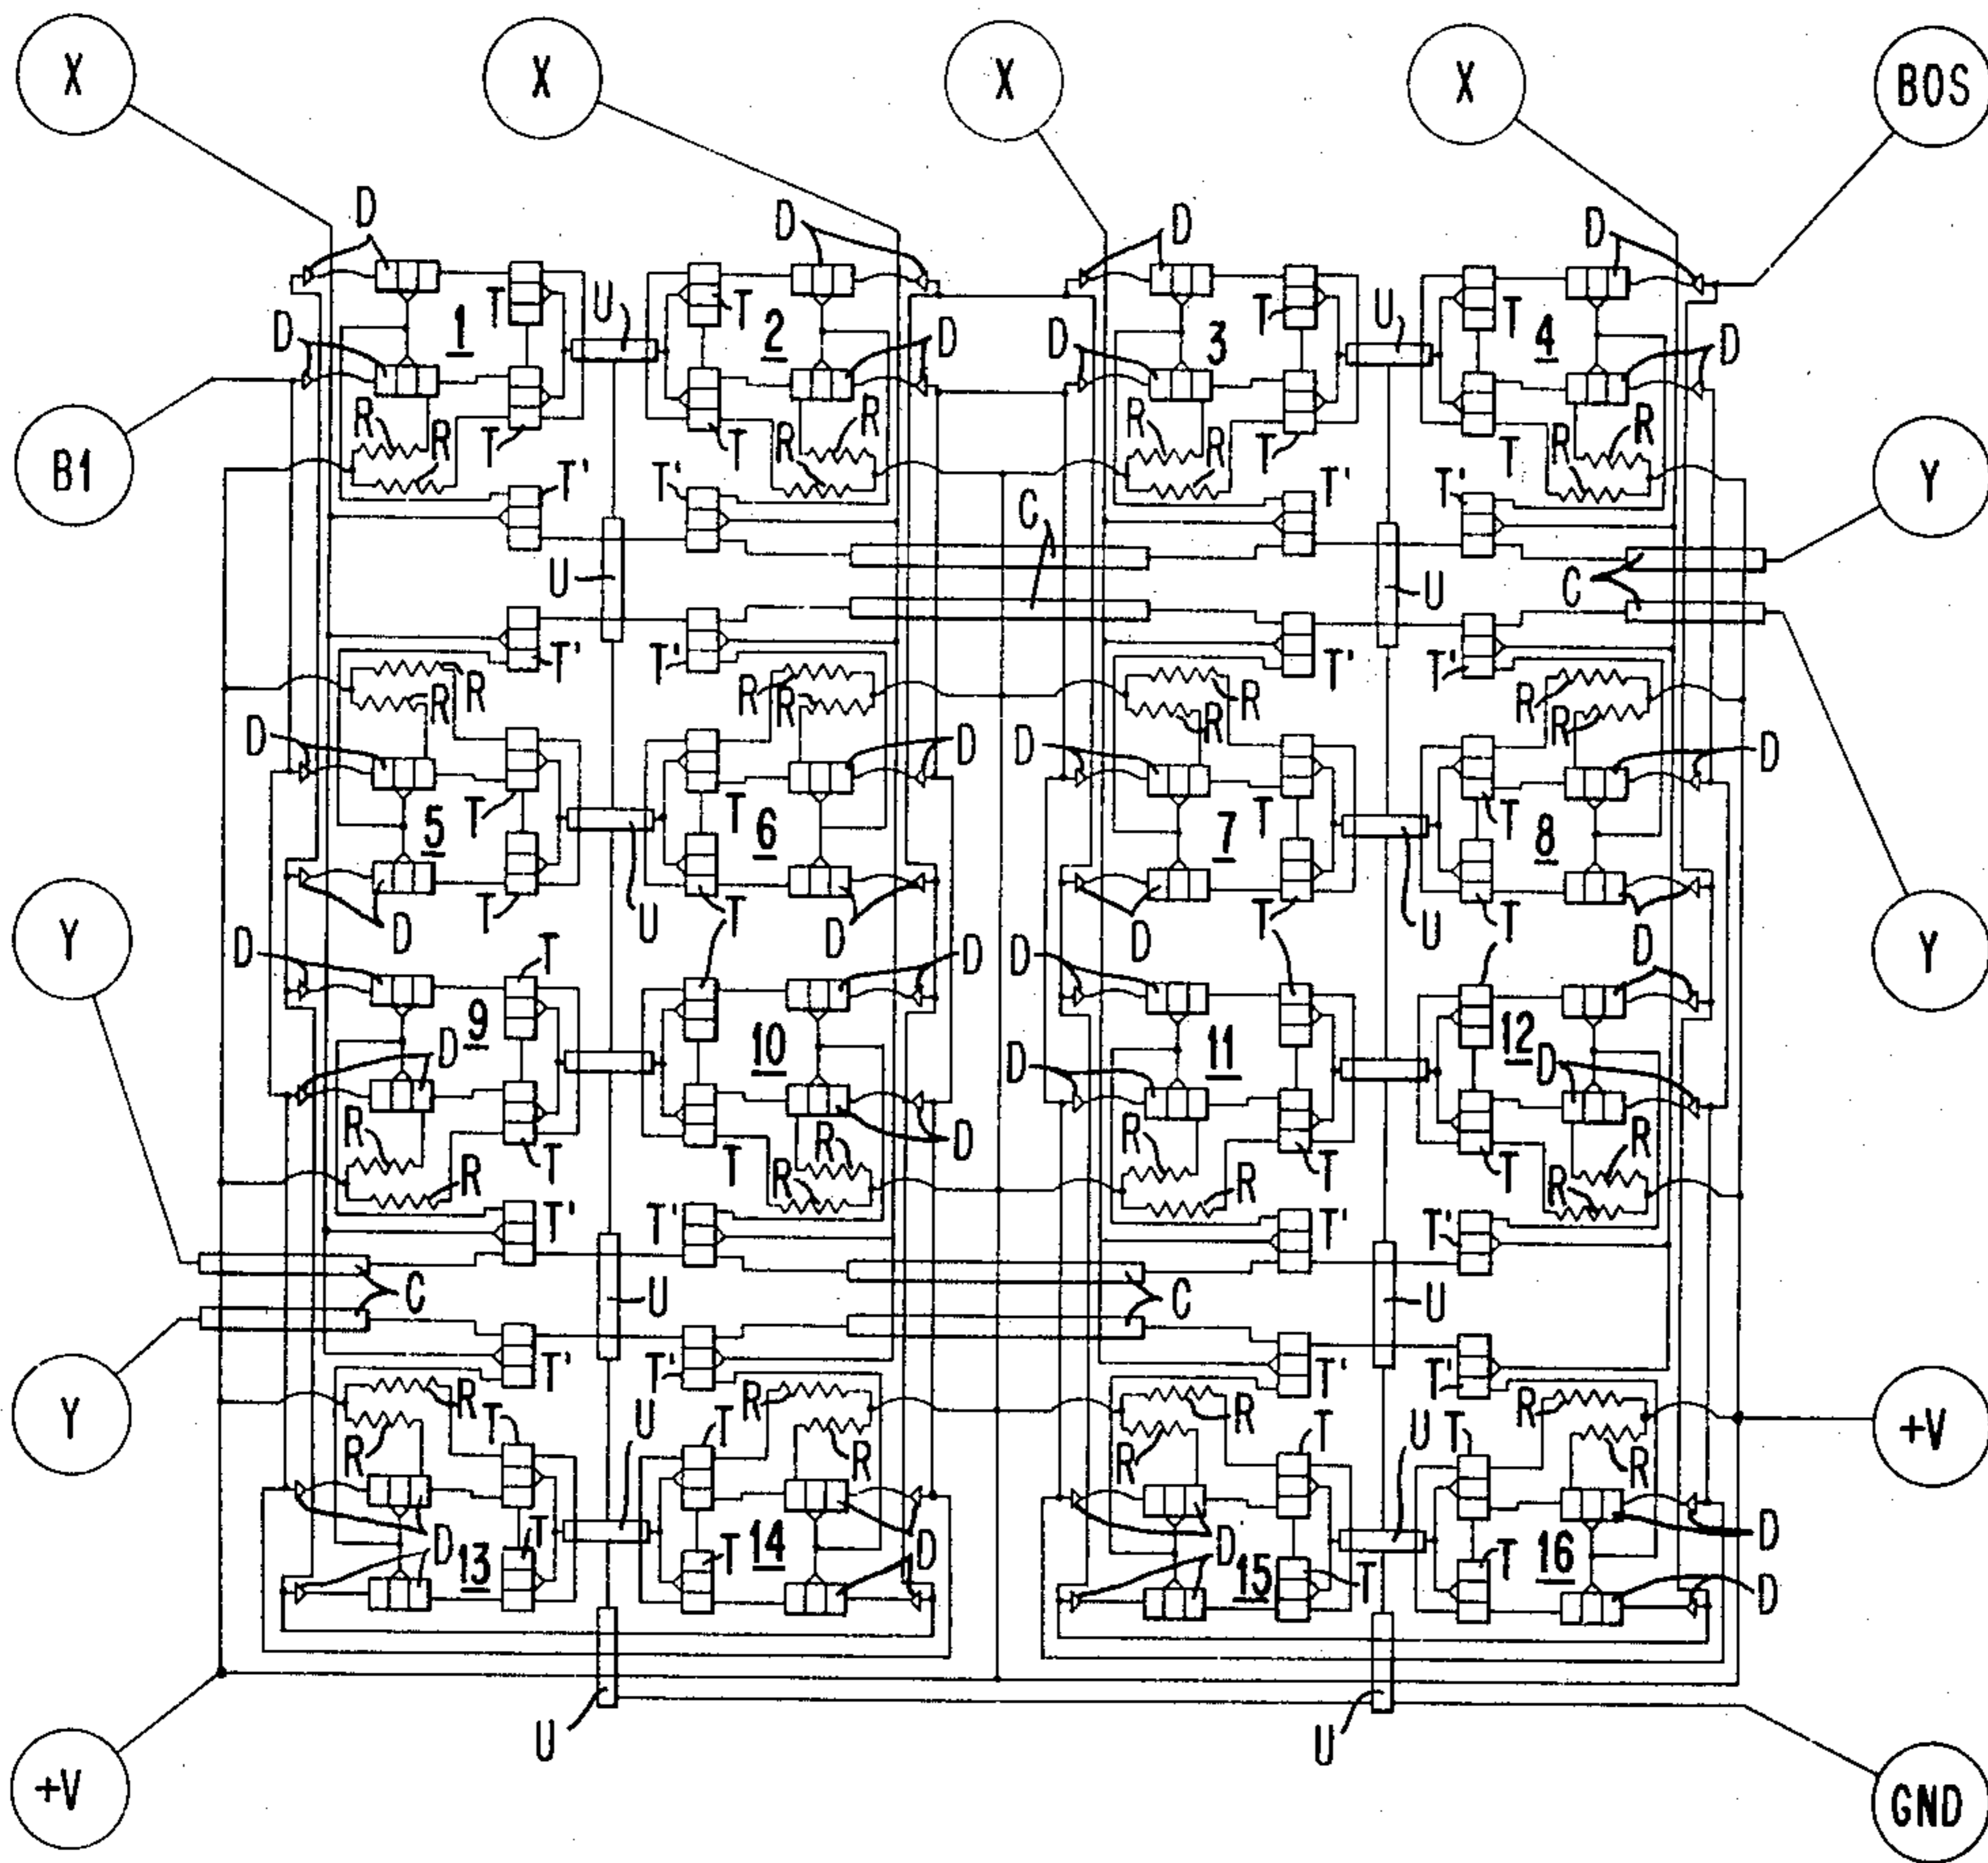 X X X X BOS
D D D D
U U
T T T T
D 1 2 D D 3 4 D
T T T T
B1 R R R R R R R R Y
T' T' T' T'
C
U U C
T' T' T' T'
R R R R R R R R
D T D D T D
5 T 6 7 T 8
T U T T U T
D D D D
Y Y
D T D D D
9 10 11 12
D D D
R T T R D R T T R
R R R R
T' T' T' T'
C U C U
T' T' T' T'
Y R T U T R R T U T R +V
R R R R
D D D D
13 T T 14 15 T T 16
D D
U U
+V GND